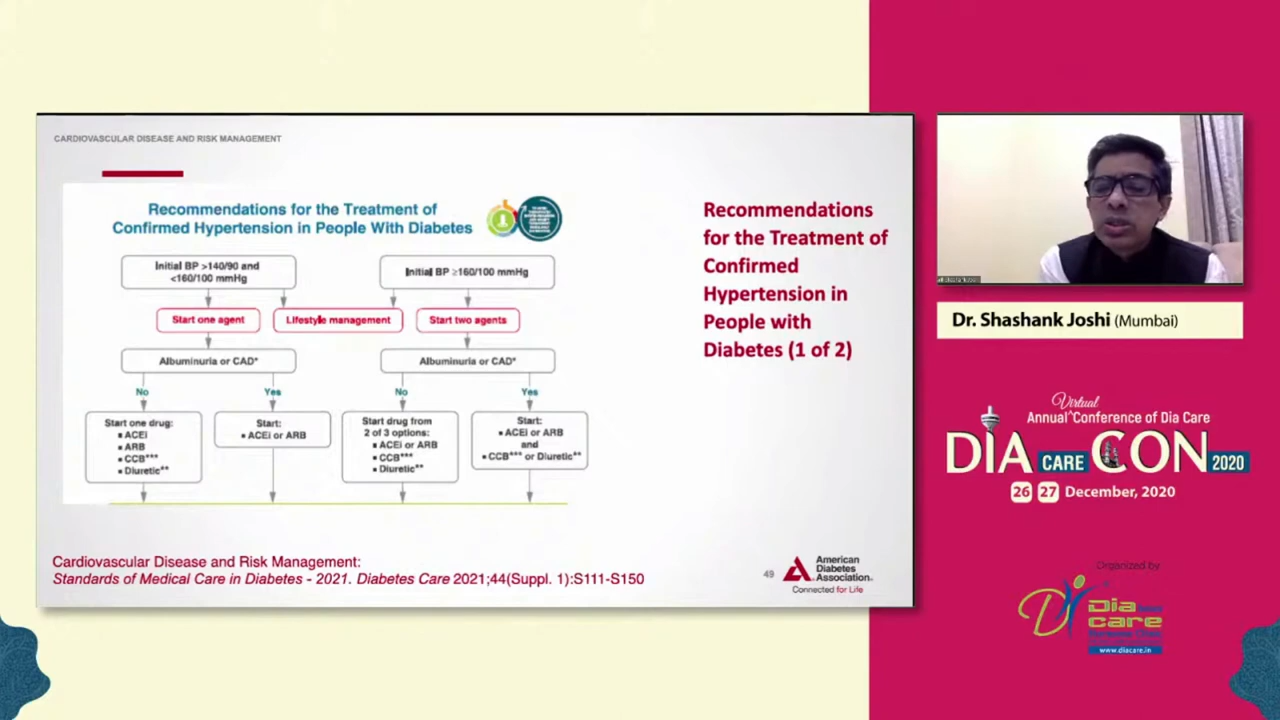 CARDIOVASCULAR DISEASE AND RISK MANAGEMENT
Recommendations for the Treatment of
Confirmed Hypertension in People With Diabetes
Initial BP >140/90 and
<160/100 mmHg
Initial BP ≥160/100 mmHg
Start one agent
Lifestyle management
Start two agents
Albuminuria or CAD*
Albuminuria or CAD*
No
Yes
No
Yes
Start one drug:
▪ ACEi
▪ ARB
▪ CCB***
▪ Diuretic**
Start:
▪ ACEi or ARB
Start drug from
2 of 3 options:
▪ ACEi or ARB
▪ CCB***
▪ Diuretic**
Start:
▪ ACEi or ARB
and
▪ CCB*** or Diuretic**
Recommendations
for the Treatment of
Confirmed
Hypertension in
People with
Diabetes (1 of 2)
Cardiovascular Disease and Risk Management:
Standards of Medical Care in Diabetes - 2021. Diabetes Care 2021;44(Suppl. 1):S111-S150
49
American
Diabetes
Association.
Connected for Life
Dr. Shashank Joshi (Mumbai)
Virtual
Annual^Conference of Dia Care
DIA CARE CON 2020
26 27 December, 2020
Organized by
Dia
care
Hormone Clinic
www.diacare.in